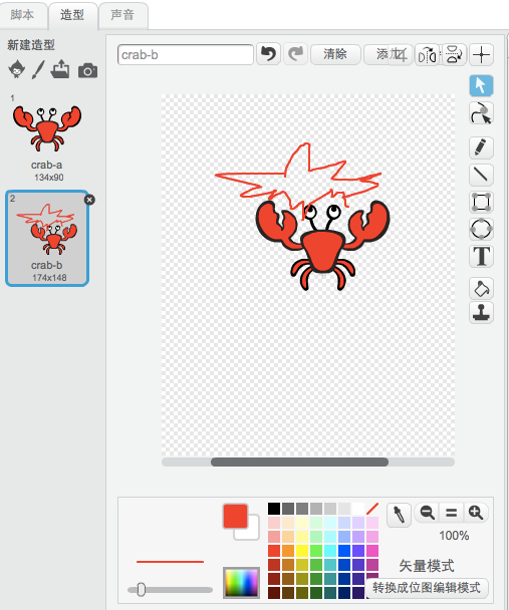 脚本 造型 声音
新建造型
crab-b 清除 添加
1
crab-a
134x90
2
crab-b
174x148
T
100%
矢量模式
转换成位图编辑模式